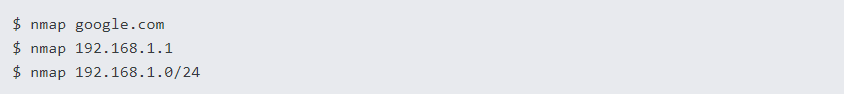 $ nmap google.com
$ nmap 192.168.1.1
$ nmap 192.168.1.0/24